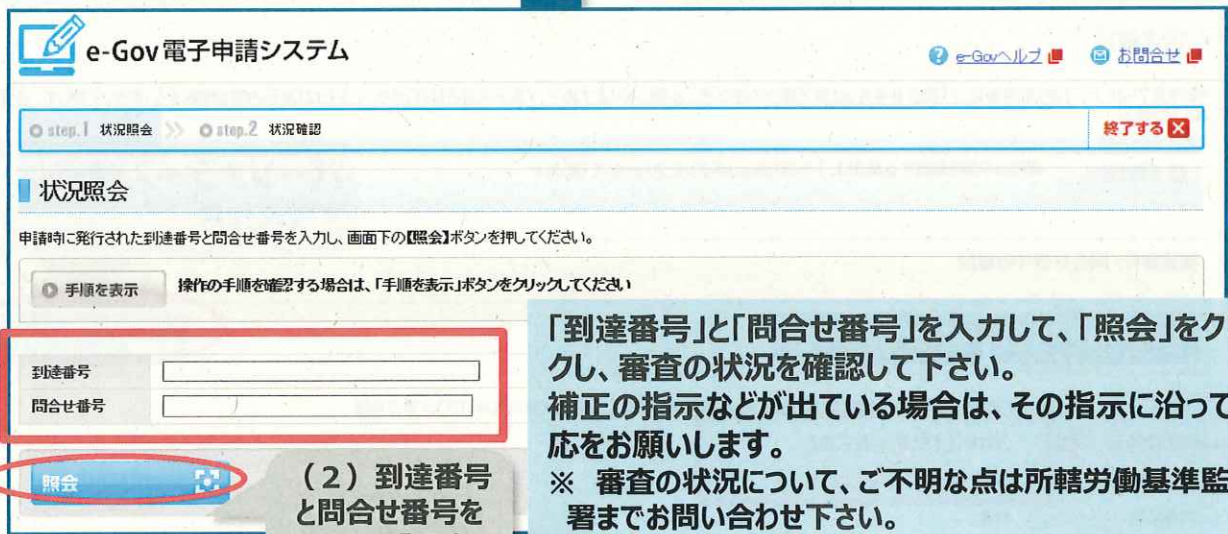 e-Gov電子申請システム
e-Govヘルプ お問合せ
step.1 状況照会 step.2 状況確認
終了する
状況照会
申請時に発行された到達番号と問合せ番号を入力し、画面下の【照会】ボタンを押してください。
手順を表示 操作の手順を確認する場合は、「手順を表示」ボタンをクリックしてください
到達番号
問合せ番号
照会
(2)到達番号
と問合せ番号を
「到達番号」と「問合せ番号」を入力して、「照会」をク
クし、審査の状況を確認して下さい。
補正の指示などが出ている場合は、その指示に沿って
応をお願いします。
※ 審査の状況について、ご不明な点は所轄労働基準監
署までお問い合わせ下さい。